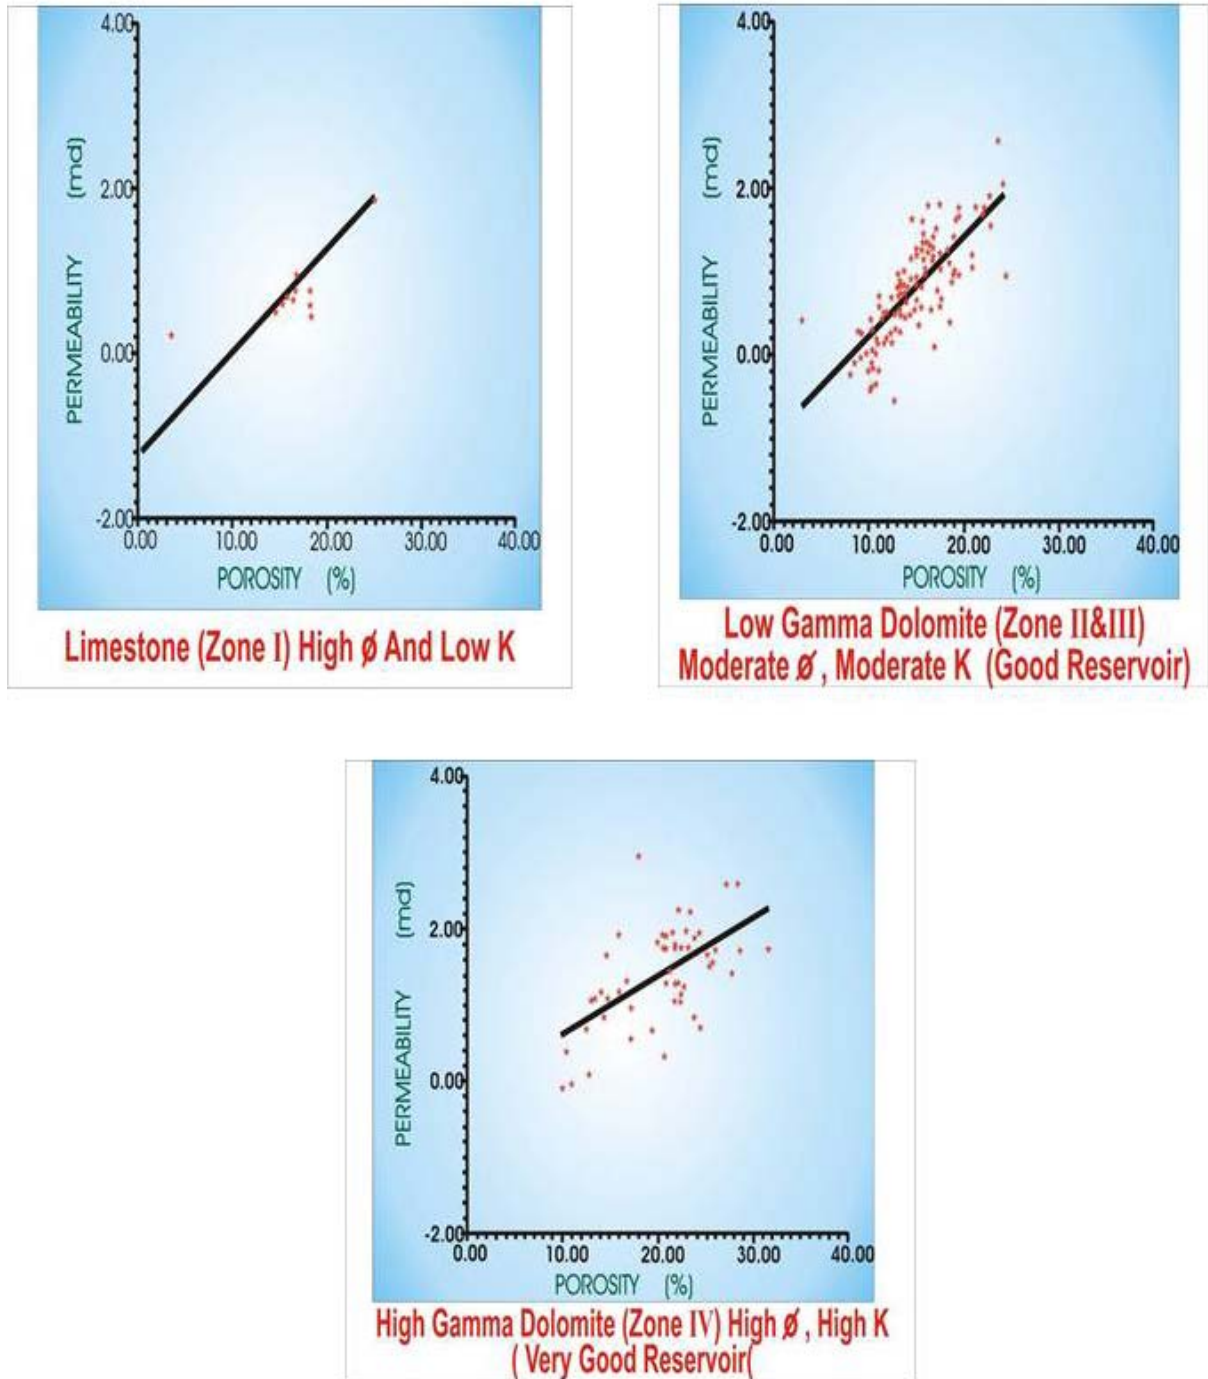 4.00
2.00
0.00
-2.00
PERMEABILITY (md)
0.00 10.00 20.00 30.00 40.00
POROSITY (%)
Limestone (Zone I) High ø And Low K
4.00
2.00
0.00
-2.00
PERMEABILITY (md)
0.00 10.00 20.00 30.00 40.00
POROSITY (%)
Low Gamma Dolomite (Zone II&III)
Moderate ø , Moderate K (Good Reservoir)
4.00
2.00
0.00
-2.00
PERMEABILITY (md)
0.00 10.00 20.00 30.00 40.00
POROSITY (%)
High Gamma Dolomite (Zone IV) High ø , High K
( Very Good Reservoir(